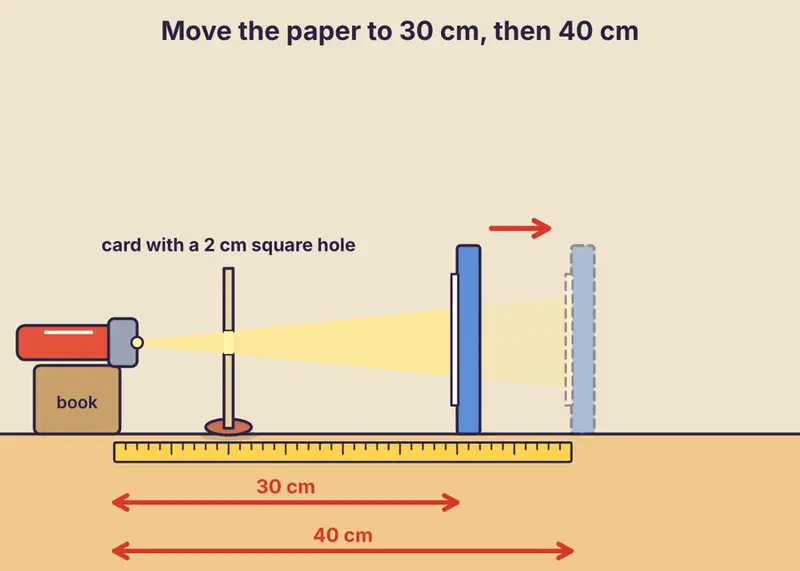 Move the paper to 30 cm, then 40 cm
card with a 2 cm square hole
book
30 cm
40 cm